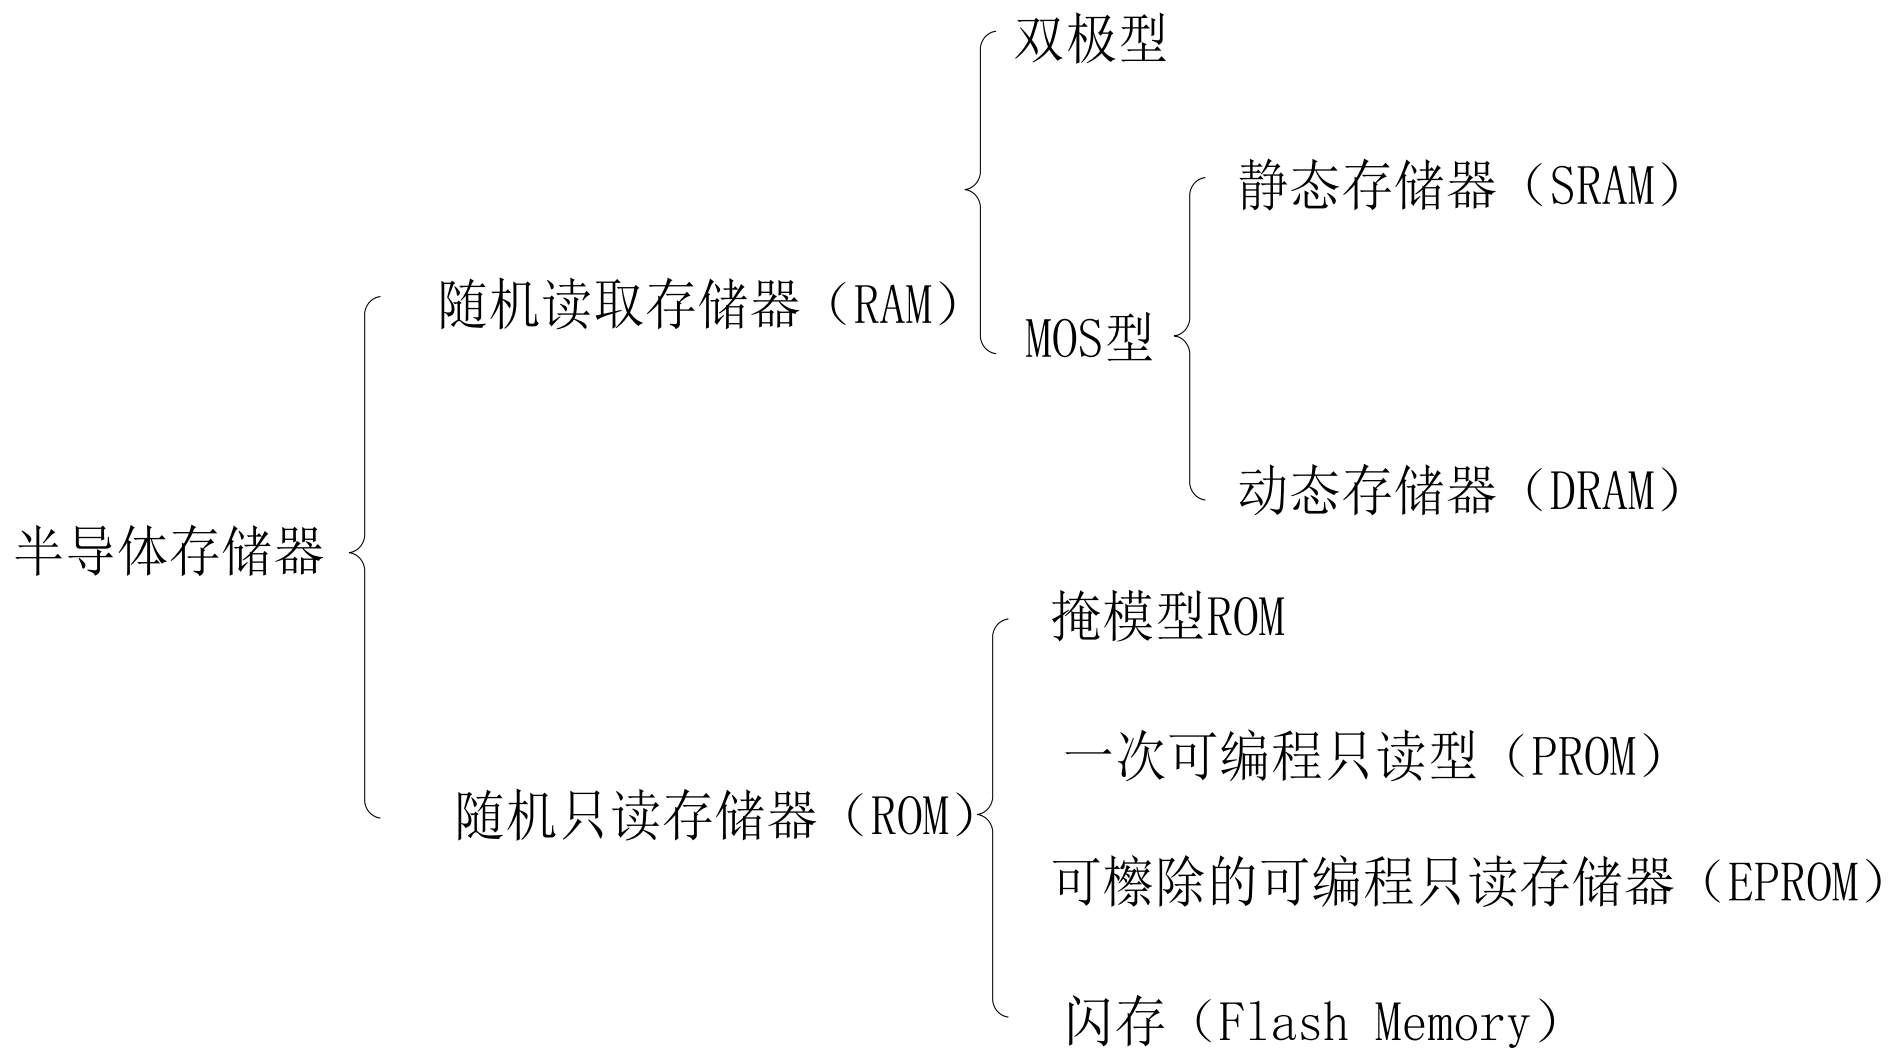 双极型
静态存储器（SRAM）
随机读取存储器（RAM）
MOS型
动态存储器（DRAM）
半导体存储器
掩模型ROM
一次可编程只读型（PROM）
随机只读存储器（ROM）
可檫除的可编程只读存储器（EPROM）
闪存（Flash Memory）